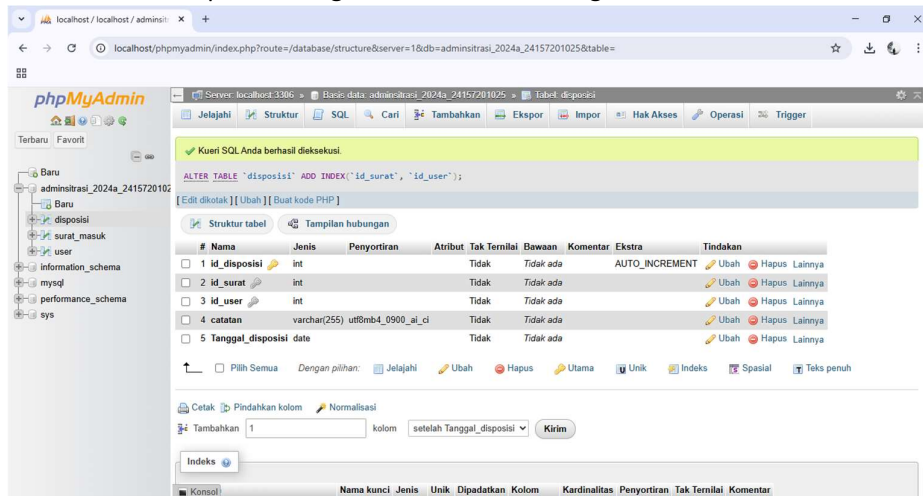 localhost / localhost / adminsit
localhost/phpmyadmin/index.php?route=/database/structure&server=1&db=adminsitrasi_2024a_24157201025&table=
phpMyAdmin
Terbaru Favorit
Baru
adminsitrasi_2024a_2415720102
Baru
disposisi
surat_masuk
user
information_schema
mysql
performance_schema
sys
Server: localhost:3306 » Basis data: adminsitrasi_2024a_24157201025 » Tabel: disposisi
Jelajahi Struktur SQL Cari Tambahkan Ekspor Impor Hak Akses Operasi Trigger
Kueri SQL Anda berhasil dieksekusi.
ALTER TABLE `disposisi` ADD INDEX(`id_surat`, `id_user`);
[ Edit dikotak ] [ Ubah ] [ Buat kode PHP ]
Struktur tabel Tampilan hubungan
# Nama Jenis Penyortiran Atribut Tak Ternilai Bawaan Komentar Ekstra Tindakan
1 id_disposisi int Tidak Tidak ada AUTO_INCREMENT Ubah Hapus Lainnya
2 id_surat int Tidak Tidak ada Ubah Hapus Lainnya
3 id_user int Tidak Tidak ada Ubah Hapus Lainnya
4 catatan varchar(255) utf8mb4_0900_ai_ci Tidak Tidak ada Ubah Hapus Lainnya
5 Tanggal_disposisi date Tidak Tidak ada Ubah Hapus Lainnya
Pilih Semua Dengan pilihan: Jelajahi Ubah Hapus Utama Unik Indeks Spasial Teks penuh
Cetak Pindahkan kolom Normalisasi
Tambahkan 1 kolom setelah Tanggal_disposisi Kirim
Indeks
Konsol Nama kunci Jenis Unik Dipadatkan Kolom Kardinalitas Penyortiran Tak Ternilai Komentar